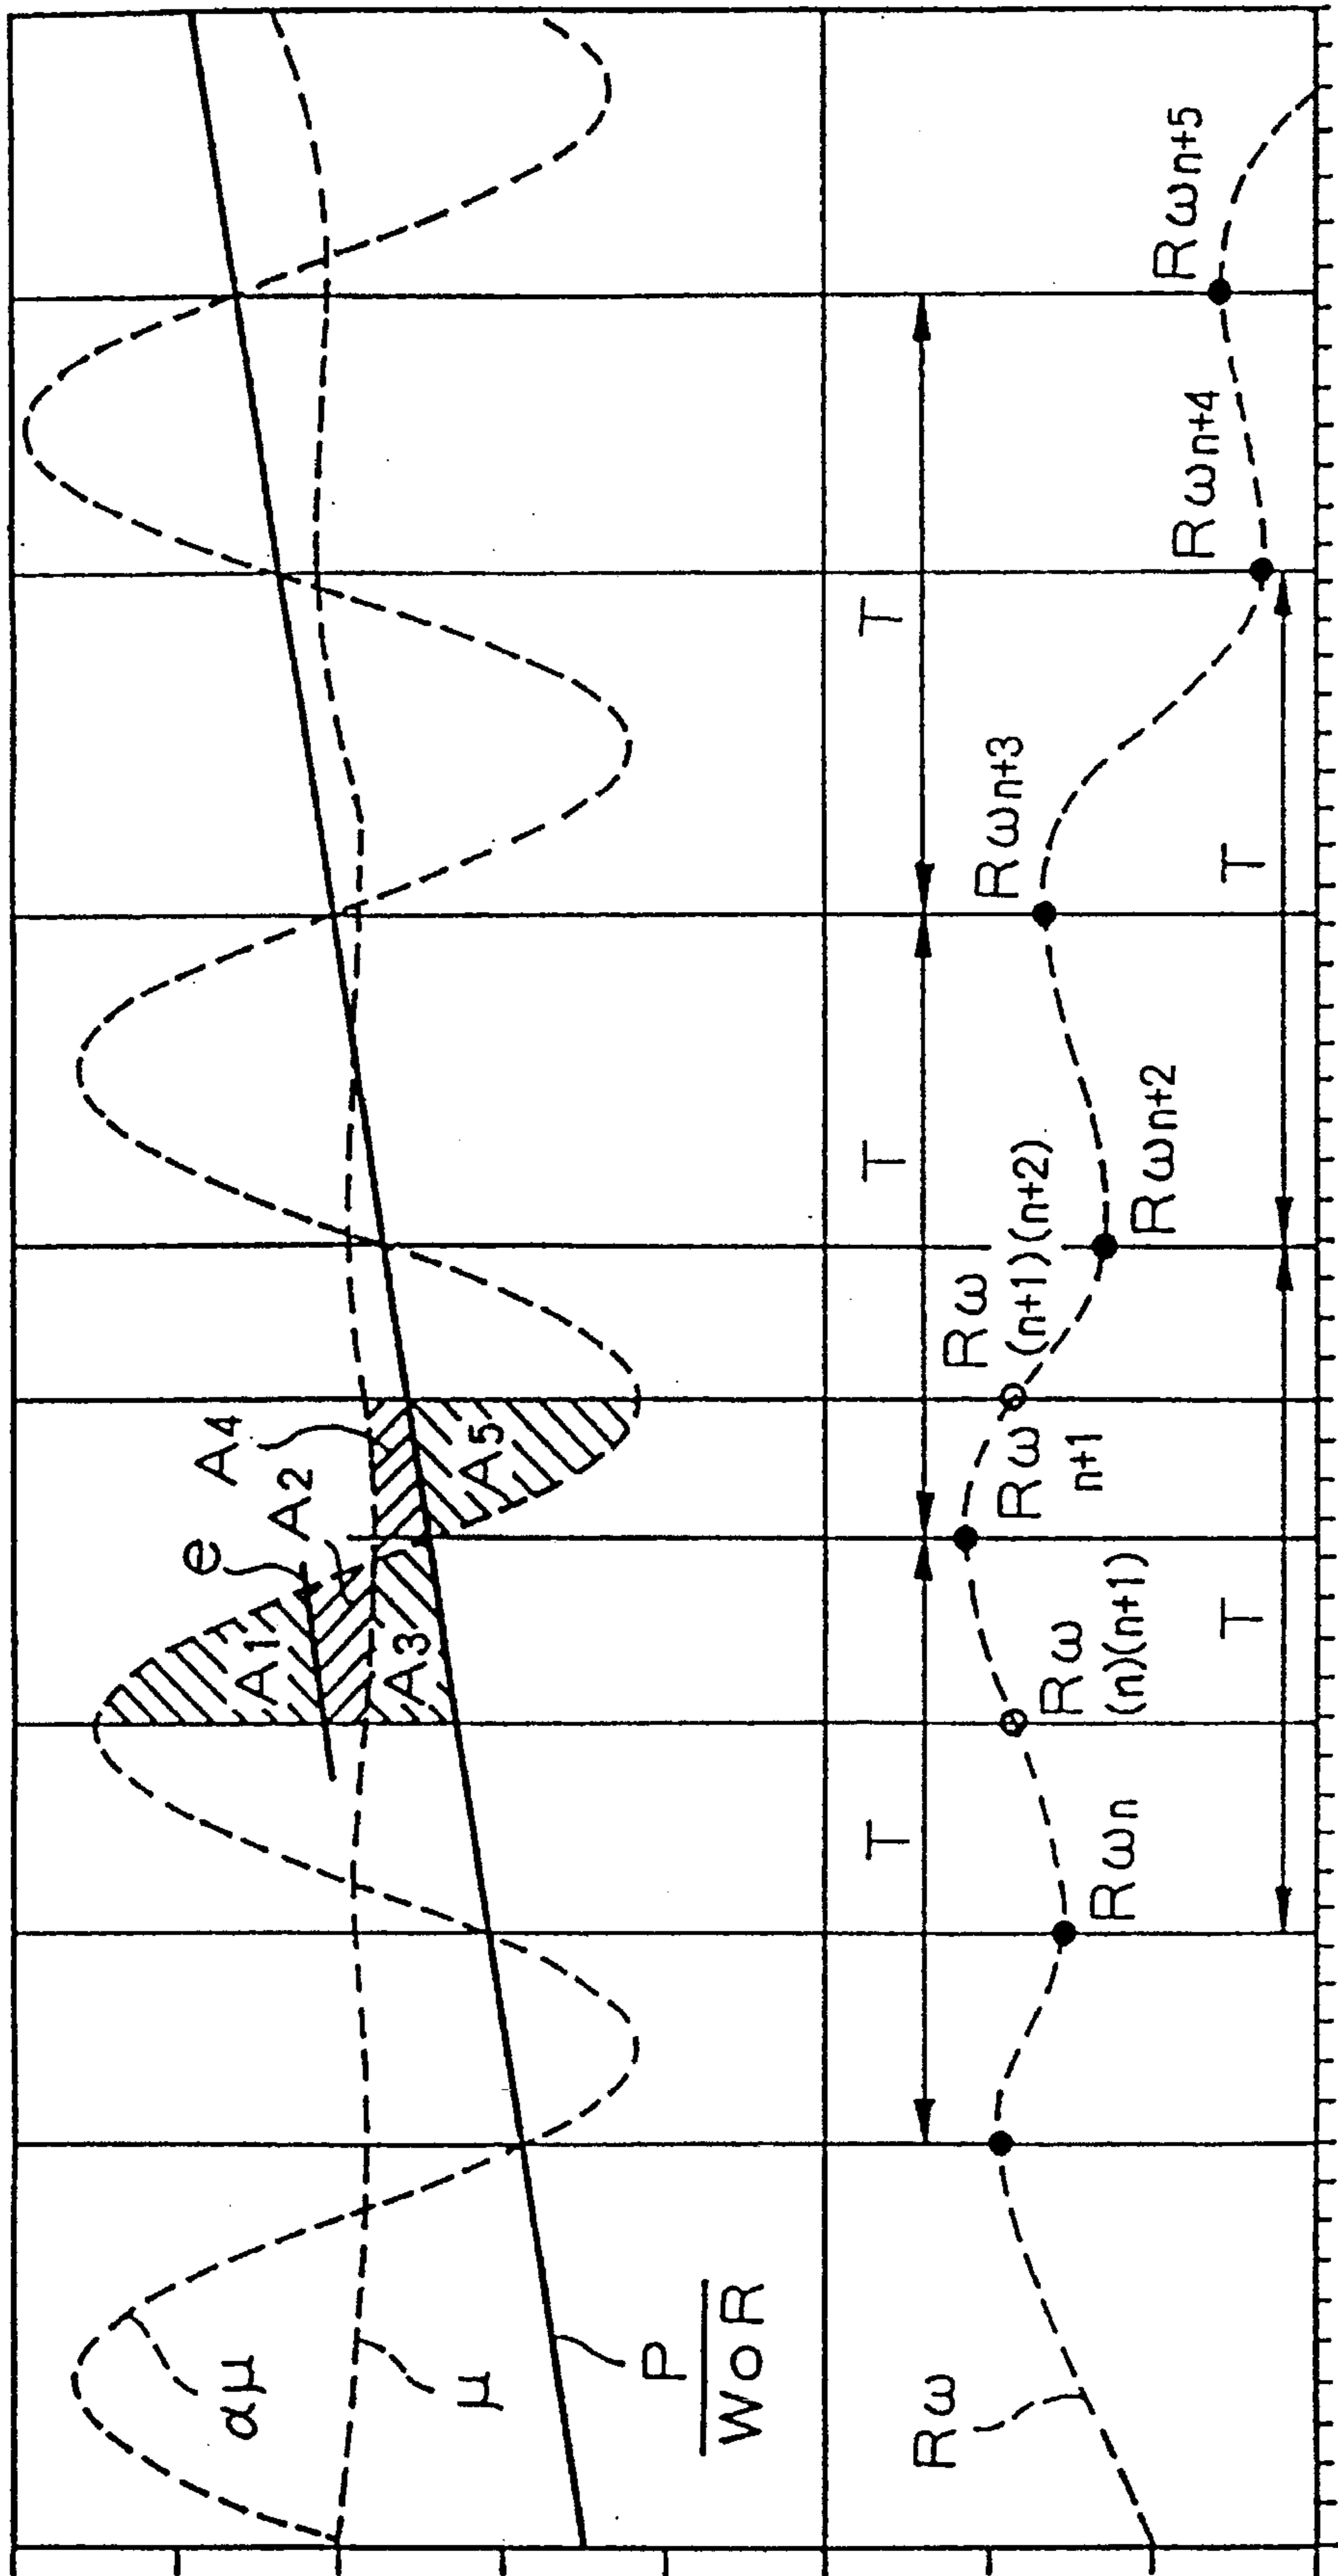 αμ
μ
P
WoR
e
A1
A2
A3
A4
A5
T
T
T
T
T
Rω
Rωn
Rω
(n)(n+1)
Rω
n+1
Rω
(n+1)(n+2)
Rωn+2
Rωn+3
Rωn+4
Rωn+5